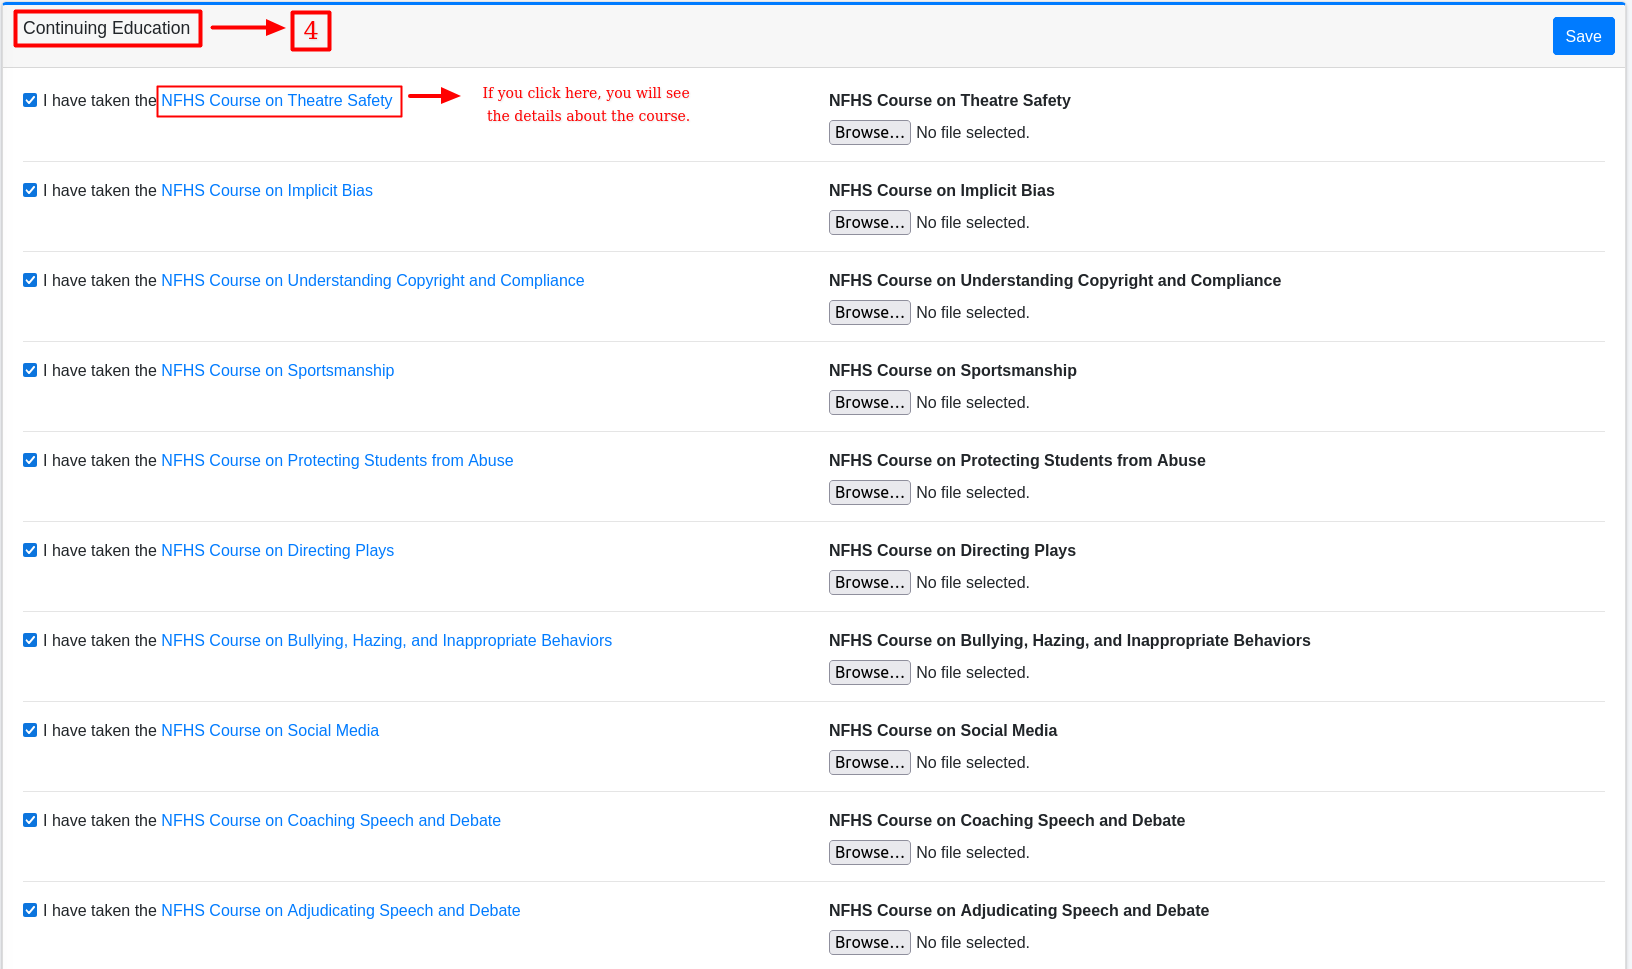 Continuing Education
4
Save
I have taken the NFHS Course on Theatre Safety
If you click here, you will see
the details about the course.
NFHS Course on Theatre Safety
Browse... No file selected.
I have taken the NFHS Course on Implicit Bias
NFHS Course on Implicit Bias
Browse... No file selected.
I have taken the NFHS Course on Understanding Copyright and Compliance
NFHS Course on Understanding Copyright and Compliance
Browse... No file selected.
I have taken the NFHS Course on Sportsmanship
NFHS Course on Sportsmanship
Browse... No file selected.
I have taken the NFHS Course on Protecting Students from Abuse
NFHS Course on Protecting Students from Abuse
Browse... No file selected.
I have taken the NFHS Course on Directing Plays
NFHS Course on Directing Plays
Browse... No file selected.
I have taken the NFHS Course on Bullying, Hazing, and Inappropriate Behaviors
NFHS Course on Bullying, Hazing, and Inappropriate Behaviors
Browse... No file selected.
I have taken the NFHS Course on Social Media
NFHS Course on Social Media
Browse... No file selected.
I have taken the NFHS Course on Coaching Speech and Debate
NFHS Course on Coaching Speech and Debate
Browse... No file selected.
I have taken the NFHS Course on Adjudicating Speech and Debate
NFHS Course on Adjudicating Speech and Debate
Browse... No file selected.